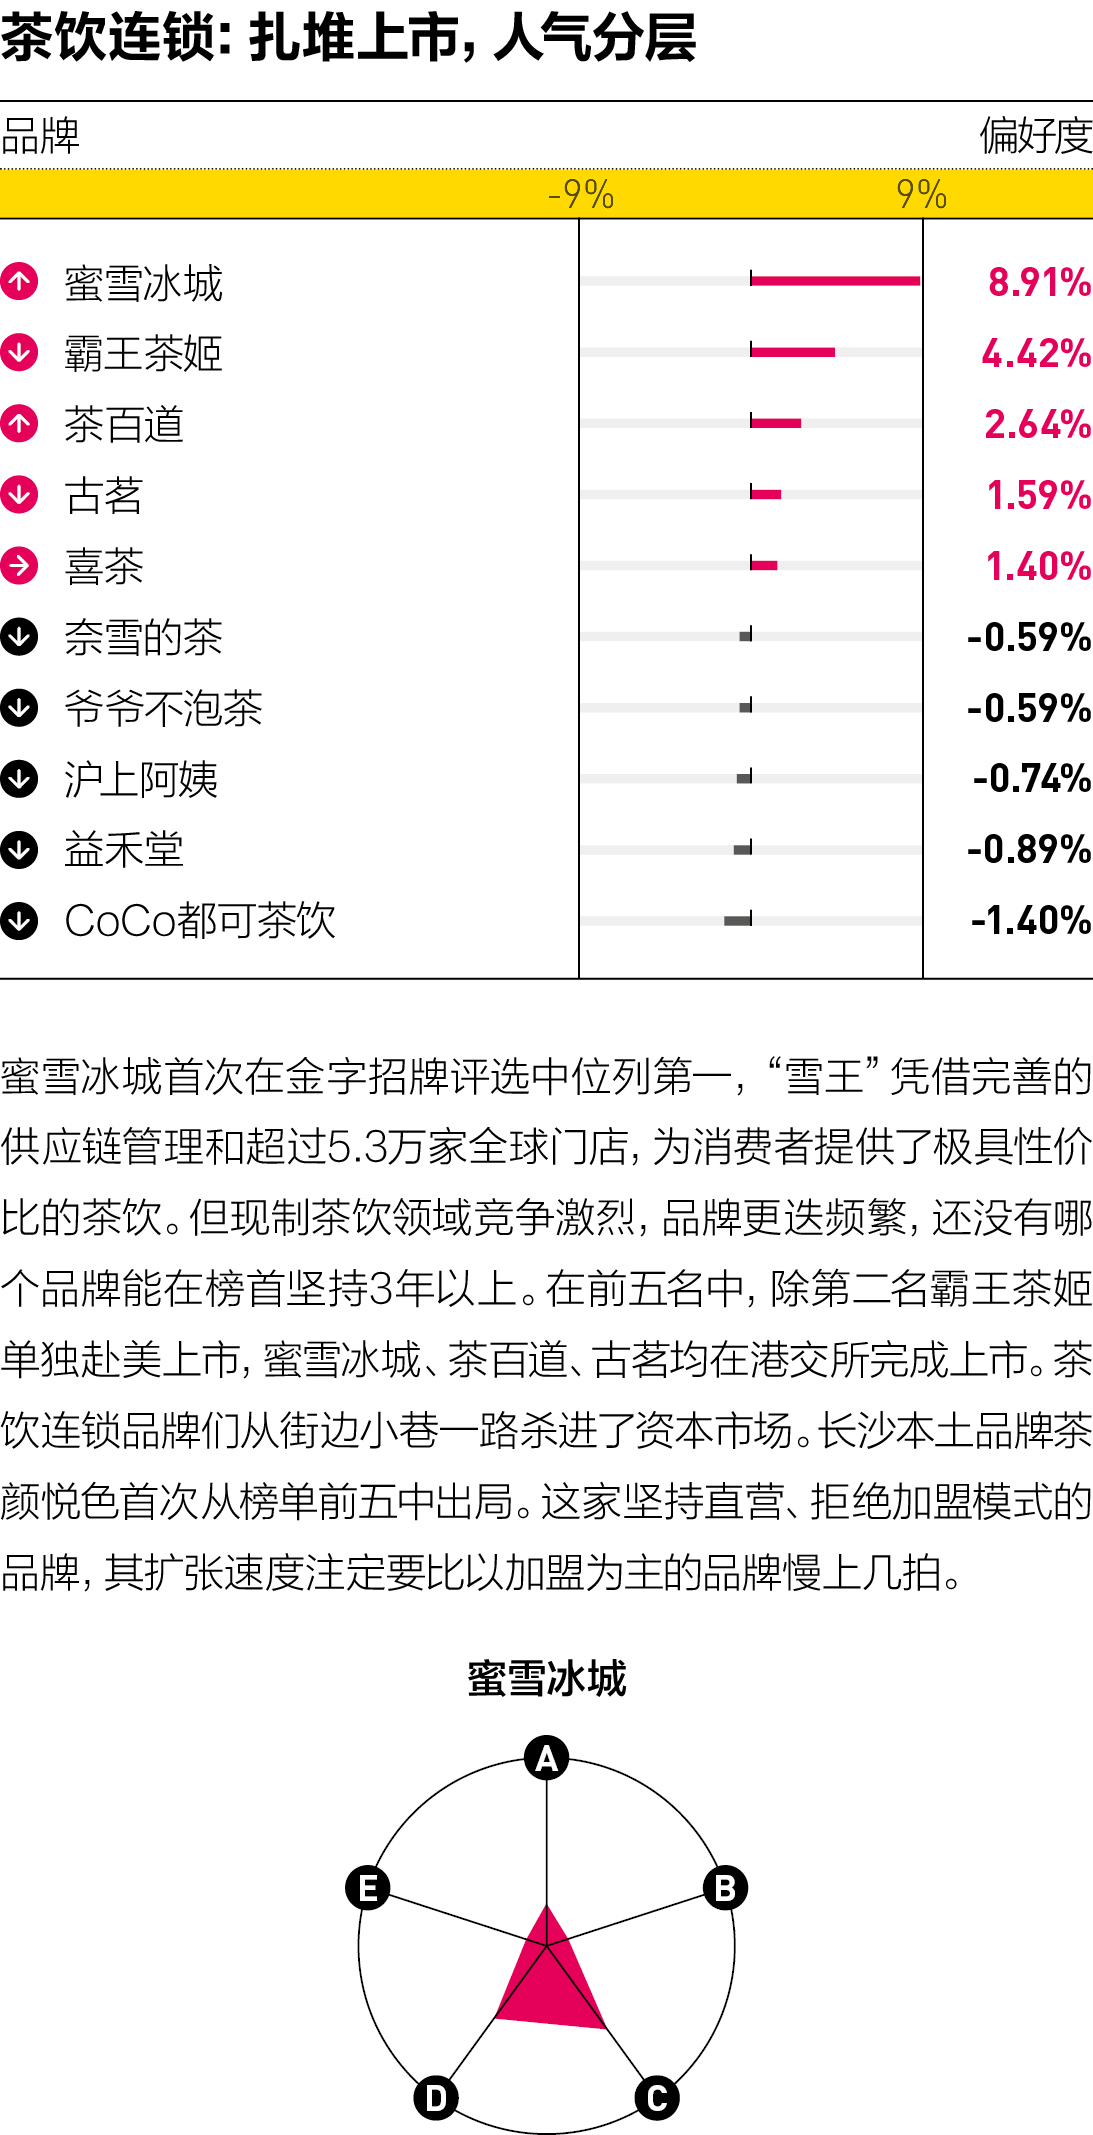 茶饮连锁：扎堆上市，人气分层
品牌 偏好度
-9% 9%
蜜雪冰城 8.91%
霸王茶姬 4.42%
茶百道 2.64%
古茗 1.59%
喜茶 1.40%
奈雪的茶 -0.59%
爷爷不泡茶 -0.59%
沪上阿姨 -0.74%
益禾堂 -0.89%
CoCo都可茶饮 -1.40%
蜜雪冰城首次在金字招牌评选中位列第一，“雪王”凭借完善的
供应链管理和超过5.3万家全球门店，为消费者提供了极具性价
比的茶饮。但现制茶饮领域竞争激烈，品牌更迭频繁，还没有哪
个品牌能在榜首坚持3年以上。在前五名中，除第二名霸王茶姬
单独赴美上市，蜜雪冰城、茶百道、古茗均在港交所完成上市。茶
饮连锁品牌们从街边小巷一路杀进了资本市场。长沙本土品牌茶
颜悦色首次从榜单前五中出局。这家坚持直营、拒绝加盟模式的
品牌，其扩张速度注定要比以加盟为主的品牌慢上几拍。
蜜雪冰城
A
E B
D C